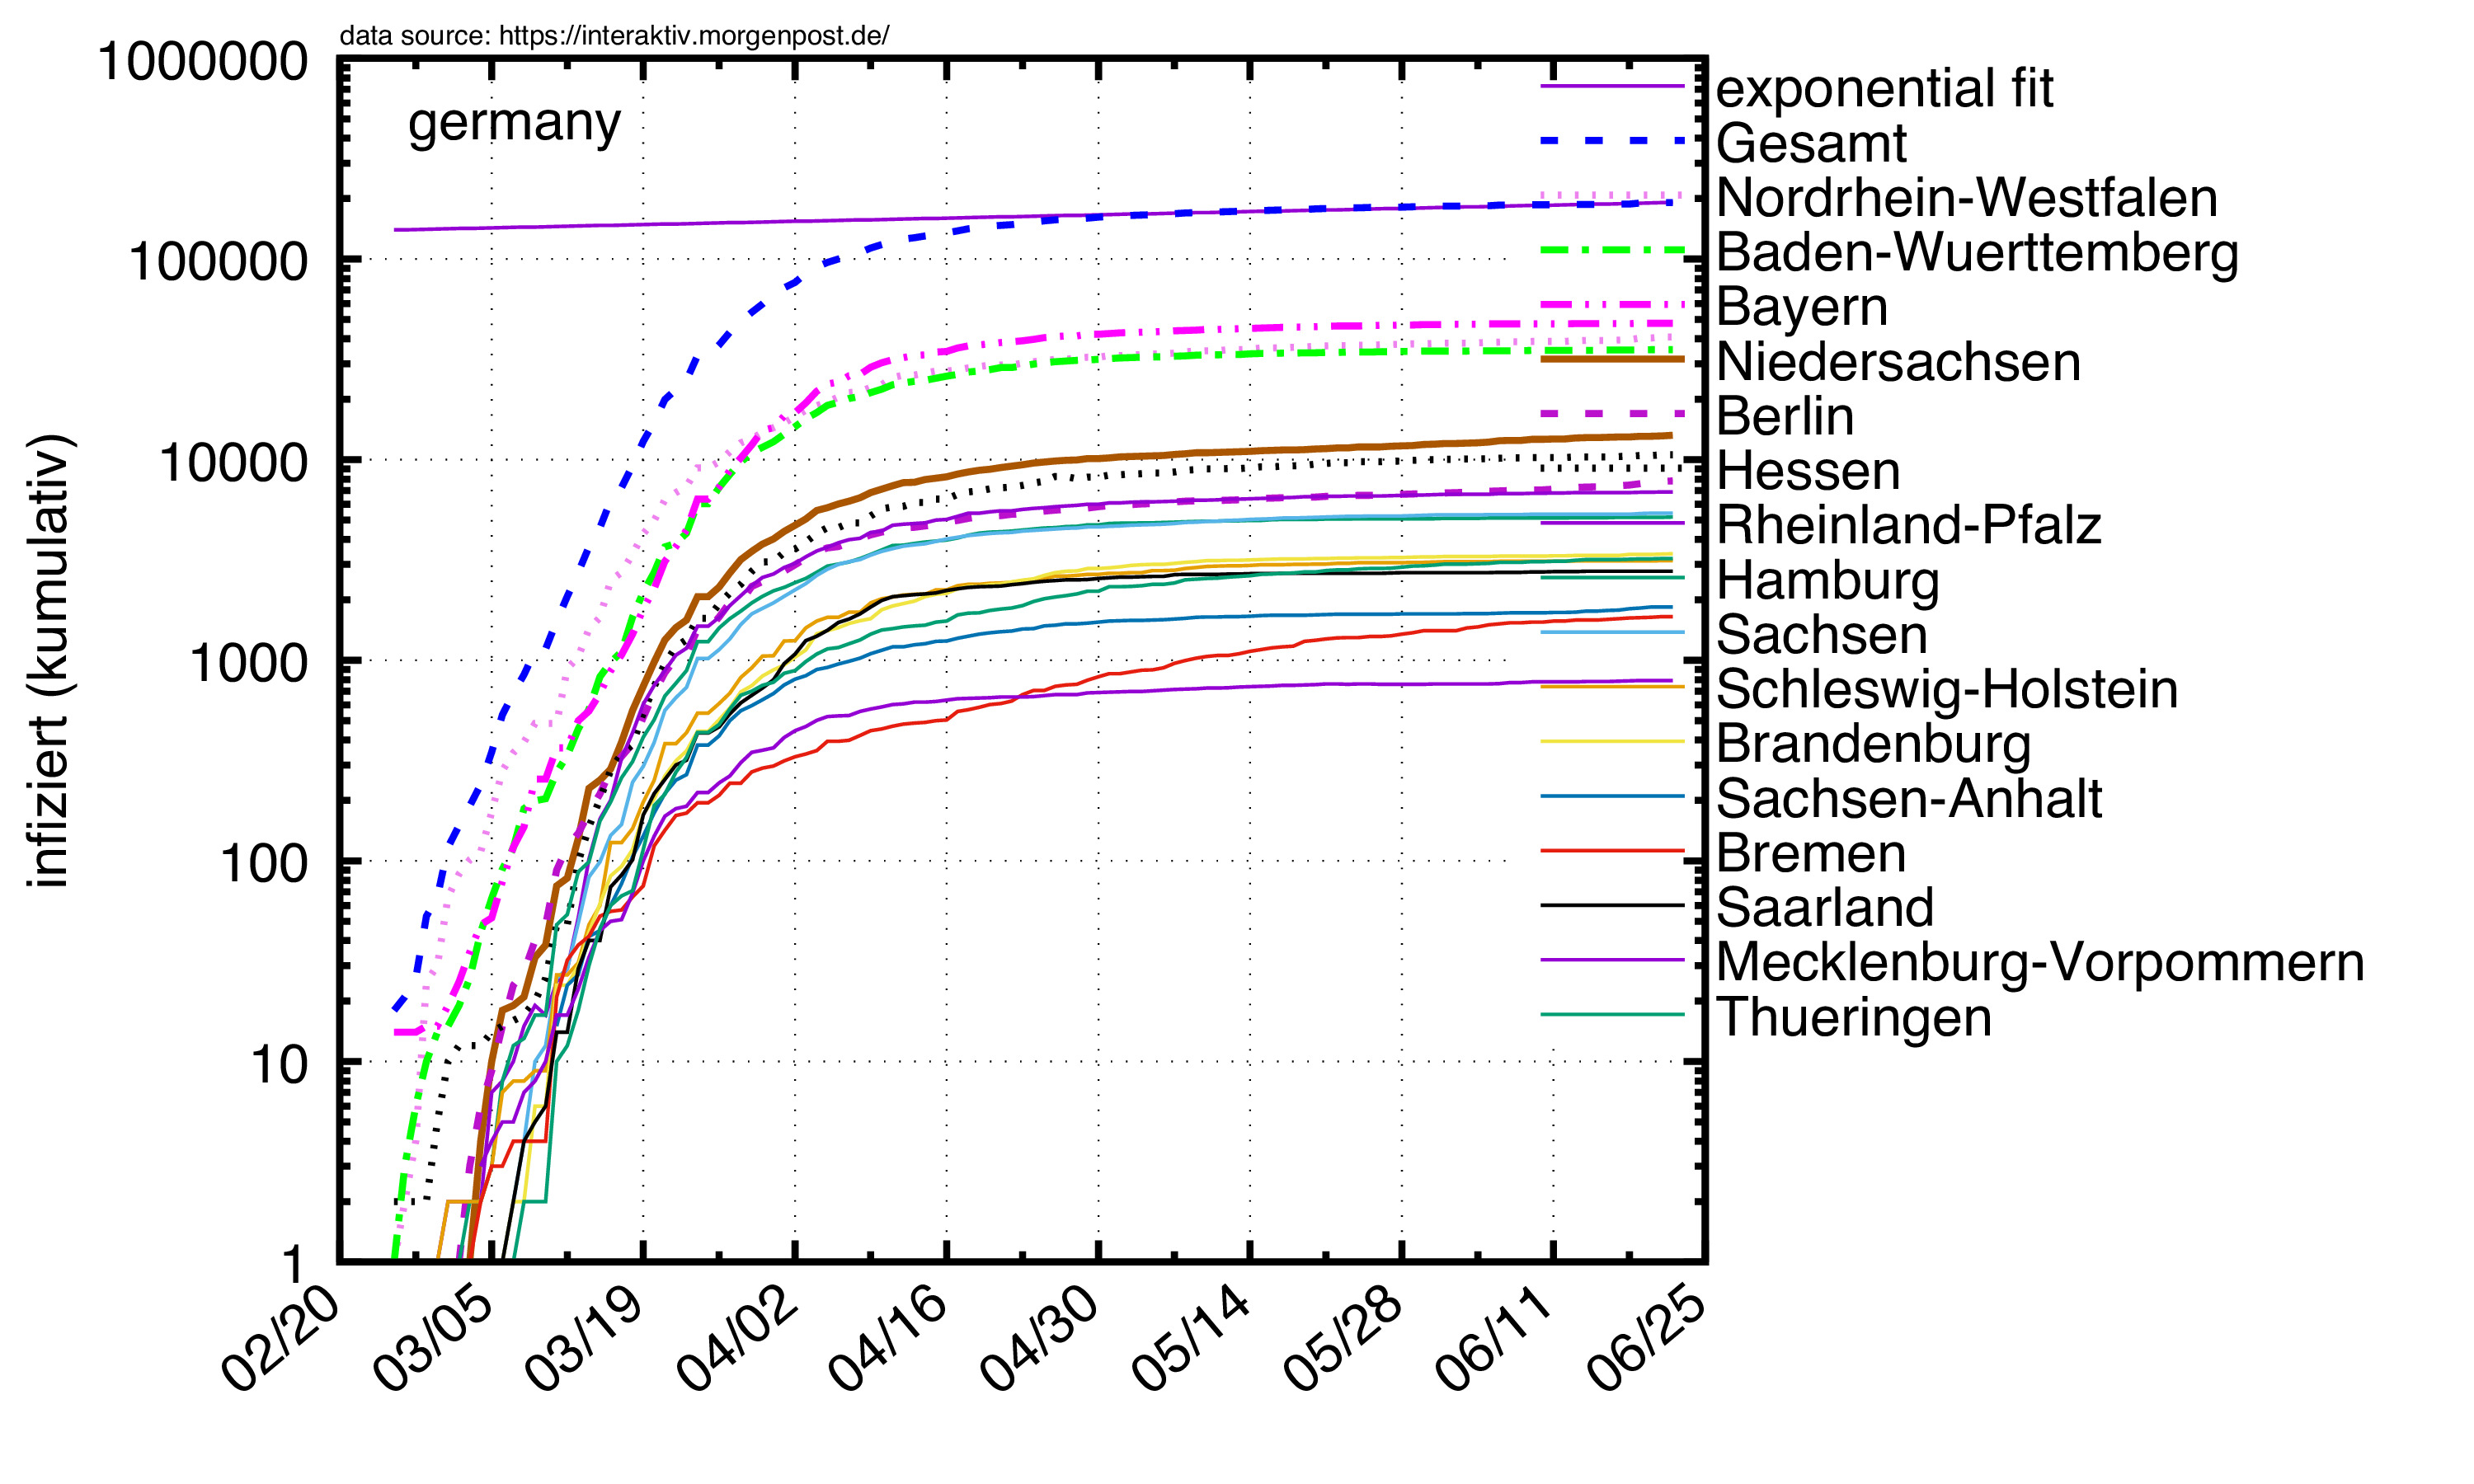 data source: https://interaktiv.morgenpost.de/
germany
infiziert (kumulativ)
1000000
100000
10000
1000
100
10
1
02/20
03/05
03/19
04/02
04/16
04/30
05/14
05/28
06/11
06/25
exponential fit
Gesamt
Nordrhein-Westfalen
Baden-Wuerttemberg
Bayern
Niedersachsen
Berlin
Hessen
Rheinland-Pfalz
Hamburg
Sachsen
Schleswig-Holstein
Brandenburg
Sachsen-Anhalt
Bremen
Saarland
Mecklenburg-Vorpommern
Thueringen